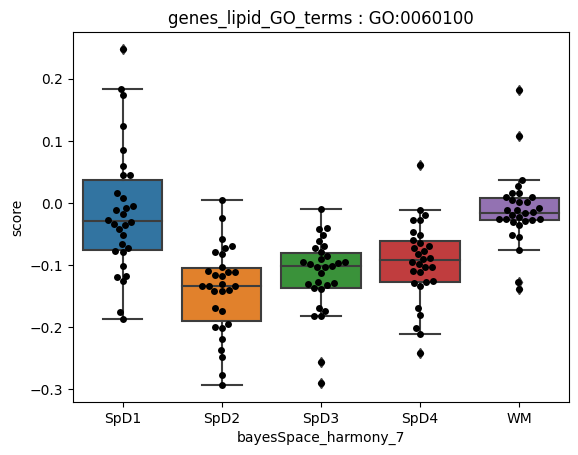 genes_lipid_GO_terms : GO:0060100
score
0.2
0.1
0.0
−0.1
−0.2
−0.3
SpD1 SpD2 SpD3 SpD4 WM
bayesSpace_harmony_7